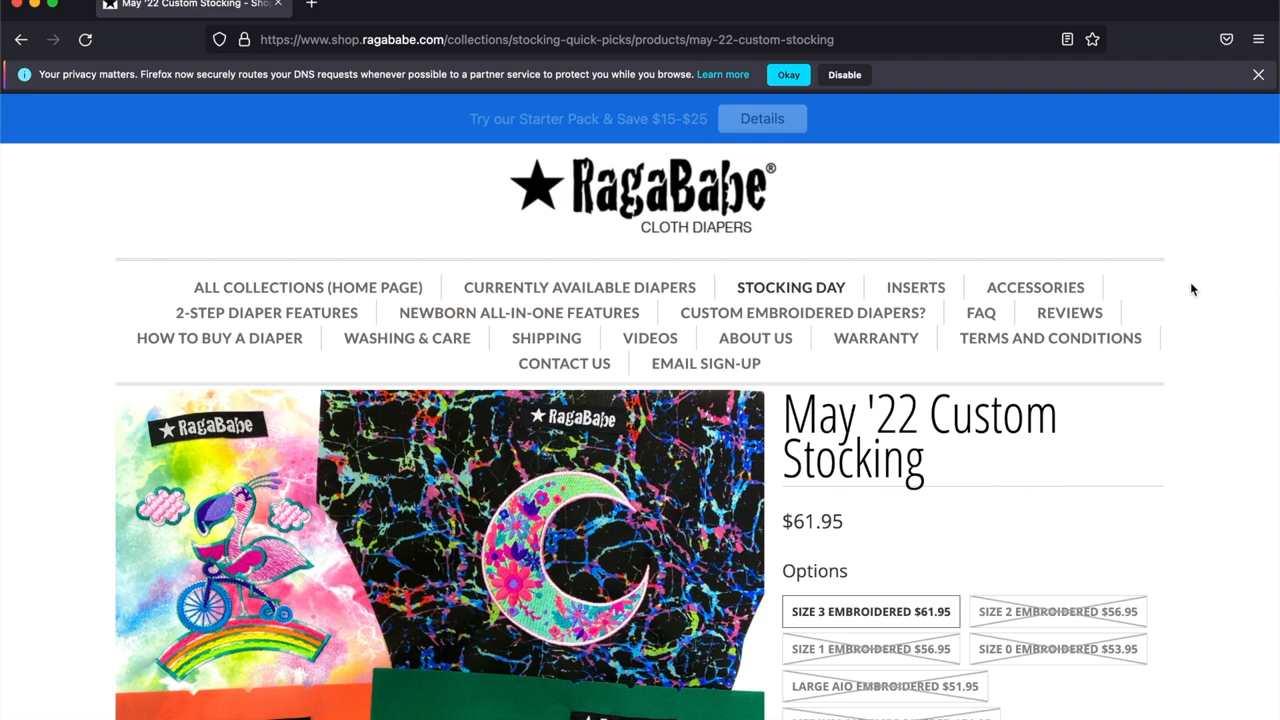 May '22 Custom Stocking - Sho
https://www.shop.ragababe.com/collections/stocking-quick-picks/products/may-22-custom-stocking
Your privacy matters. Firefox now securely routes your DNS requests whenever possible to a partner service to protect you while you browse. Learn more Okay Disable
Try our Starter Pack & Save $15-$25 Details
RagaBabe®
CLOTH DIAPERS
ALL COLLECTIONS (HOME PAGE) CURRENTLY AVAILABLE DIAPERS STOCKING DAY INSERTS ACCESSORIES
2-STEP DIAPER FEATURES NEWBORN ALL-IN-ONE FEATURES CUSTOM EMBROIDERED DIAPERS? FAQ REVIEWS
HOW TO BUY A DIAPER WASHING & CARE SHIPPING VIDEOS ABOUT US WARRANTY TERMS AND CONDITIONS
CONTACT US EMAIL SIGN-UP
RagaBabe
RagaBabe
May '22 Custom
Stocking
$61.95
Options
SIZE 3 EMBROIDERED $61.95 SIZE 2 EMBROIDERED $56.95
SIZE 1 EMBROIDERED $56.95 SIZE 0 EMBROIDERED $53.95
LARGE AIO EMBROIDERED $51.95